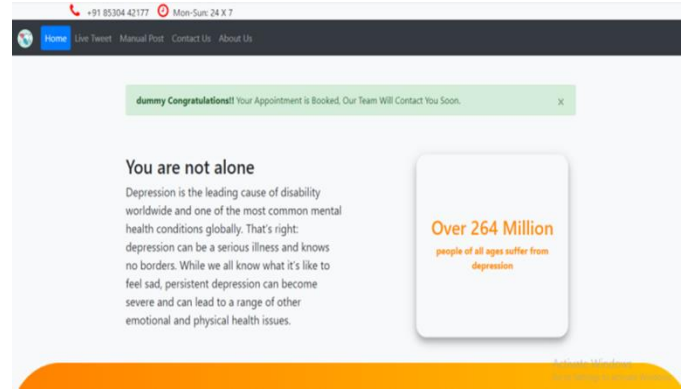 +91 85304 42177 Mon-Sun: 24 X 7
Home Live Tweet Manual Post Contact Us About Us
dummy Congratulations!! Your Appointment is Booked, Our Team Will Contact You Soon. ×
You are not alone
Depression is the leading cause of disability
worldwide and one of the most common mental
health conditions globally. That's right:
depression can be a serious illness and knows
no borders. While we all know what it's like to
feel sad, persistent depression can become
severe and can lead to a range of other
emotional and physical health issues.
Over 264 Million
people of all ages suffer from
depression
Activate Windows